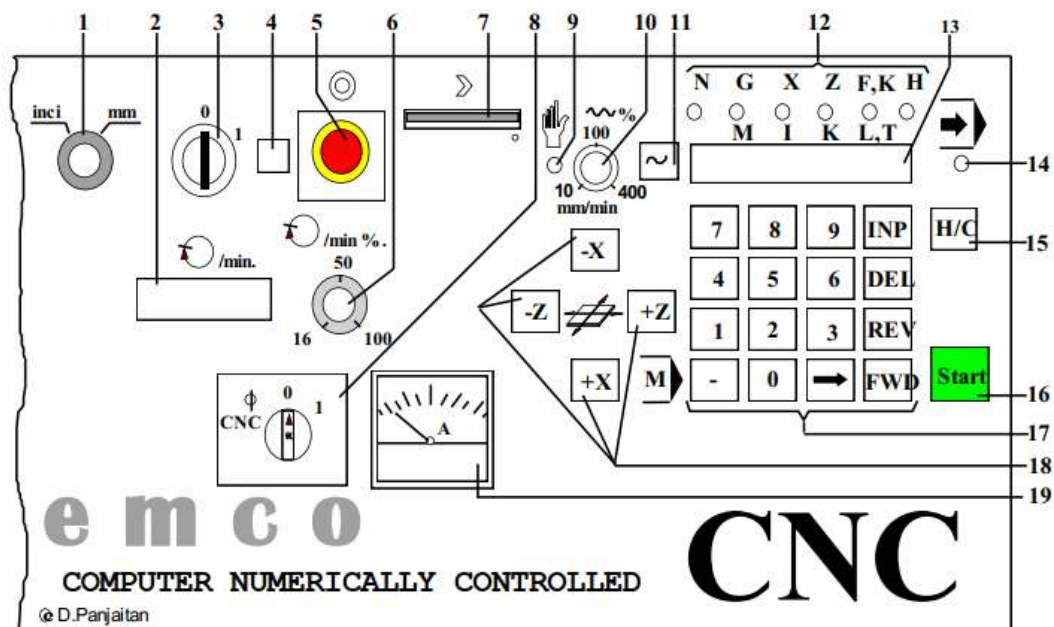 1 2 3 4 5 6 7 8 9 10 11 12 13
N G X Z F,K H
M I K L,T
inci mm
0
1
~~%
100
10 400
mm/min
~
14
H/C
15
/min.
/min %.
50
16 100
-X
-Z +Z
+X M
7 8 9 INP
4 5 6 DEL
1 2 3 REV
- 0 → FWD
Start
16
17
18
19
0
1
CNC
A
emco
CNC
COMPUTER NUMERICALLY CONTROLLED
© D.Panjaitan